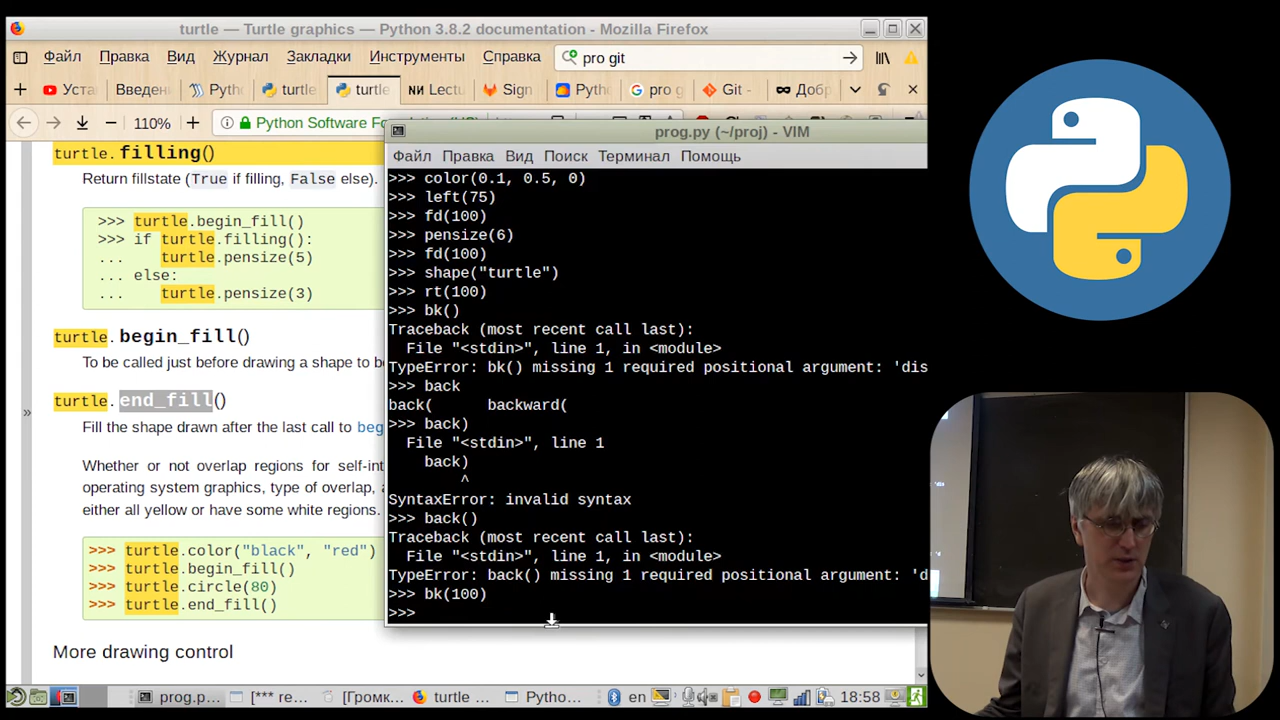 turtle — Turtle graphics — Python 3.8.2 documentation - Mozilla Firefox
Файл Правка Вид Журнал Закладки Инструменты Справка pro git
Уста Введени Pytho turtle turtle Lectu Sign Pytho pro g Git - Добр
110% Python Software Fo
turtle.filling()
Return fillstate (True if filling, False else).
>>> turtle.begin_fill()
>>> if turtle.filling():
... turtle.pensize(5)
... else:
... turtle.pensize(3)
turtle.begin_fill()
To be called just before drawing a shape to be
turtle.end_fill()
Fill the shape drawn after the last call to beg
Whether or not overlap regions for self-int
operating system graphics, type of overlap, a
either all yellow or have some white regions.
>>> turtle.color("black", "red")
>>> turtle.begin_fill()
>>> turtle.circle(80)
>>> turtle.end_fill()
More drawing control
prog.py (~/proj) - VIM
Файл Правка Вид Поиск Терминал Помощь
>>> color(0.1, 0.5, 0)
>>> left(75)
>>> fd(100)
>>> pensize(6)
>>> fd(100)
>>> shape("turtle")
>>> rt(100)
>>> bk()
Traceback (most recent call last):
File "<stdin>", line 1, in <module>
TypeError: bk() missing 1 required positional argument: 'dis
>>> back
back( backward(
>>> back)
File "<stdin>", line 1
back)
^
SyntaxError: invalid syntax
>>> back()
Traceback (most recent call last):
File "<stdin>", line 1, in <module>
TypeError: back() missing 1 required positional argument: 'd
>>> bk(100)
>>>
prog.p... [*** re... [Громк... turtle ... Python... en 18:58